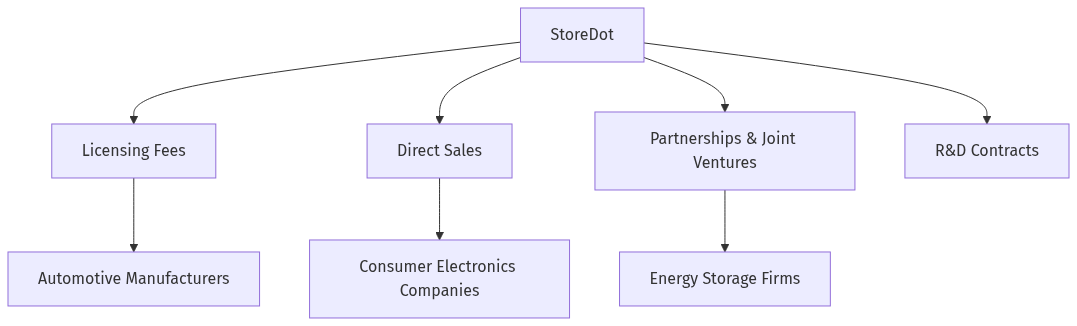 StoreDot
Licensing Fees
Direct Sales
Partnerships & Joint
Ventures
R&D Contracts
Automotive Manufacturers
Consumer Electronics
Companies
Energy Storage Firms